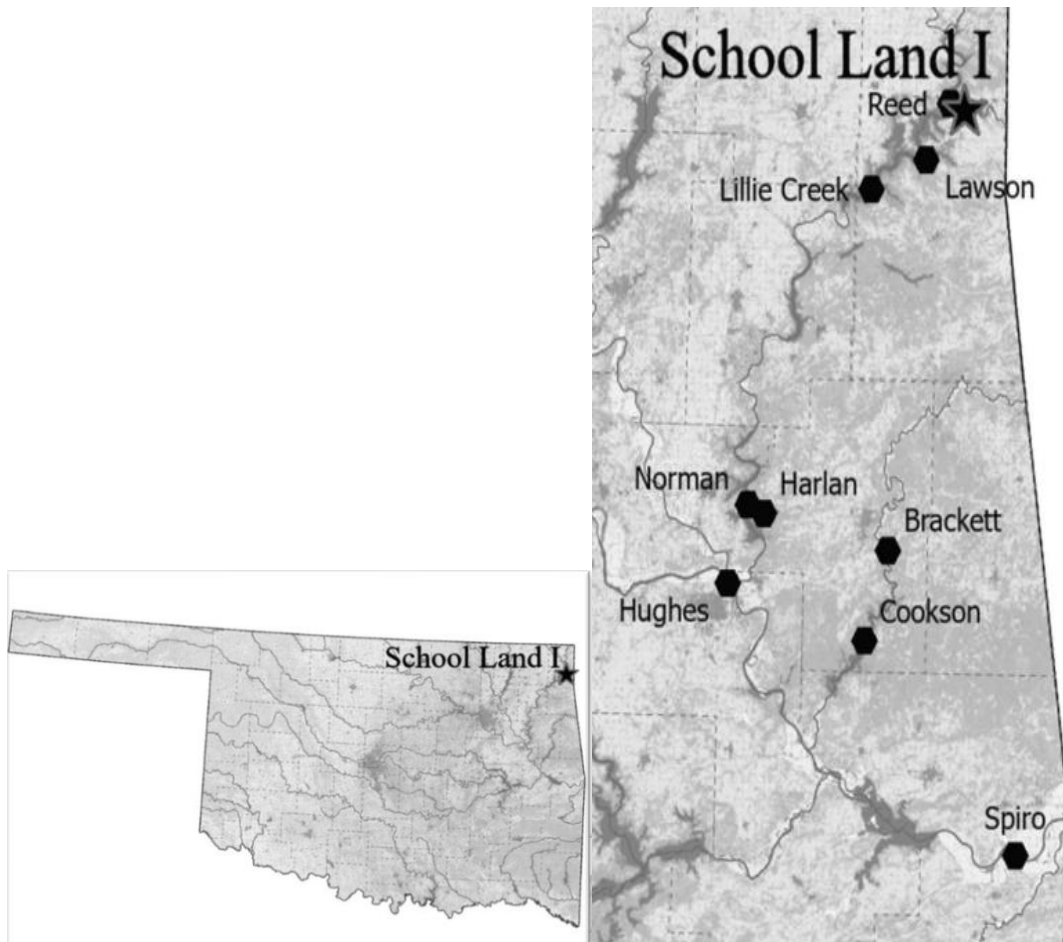 School Land I
Reed
Lawson
Lillie Creek
Norman
Harlan
Brackett
Hughes
Cookson
Spiro
School Land I